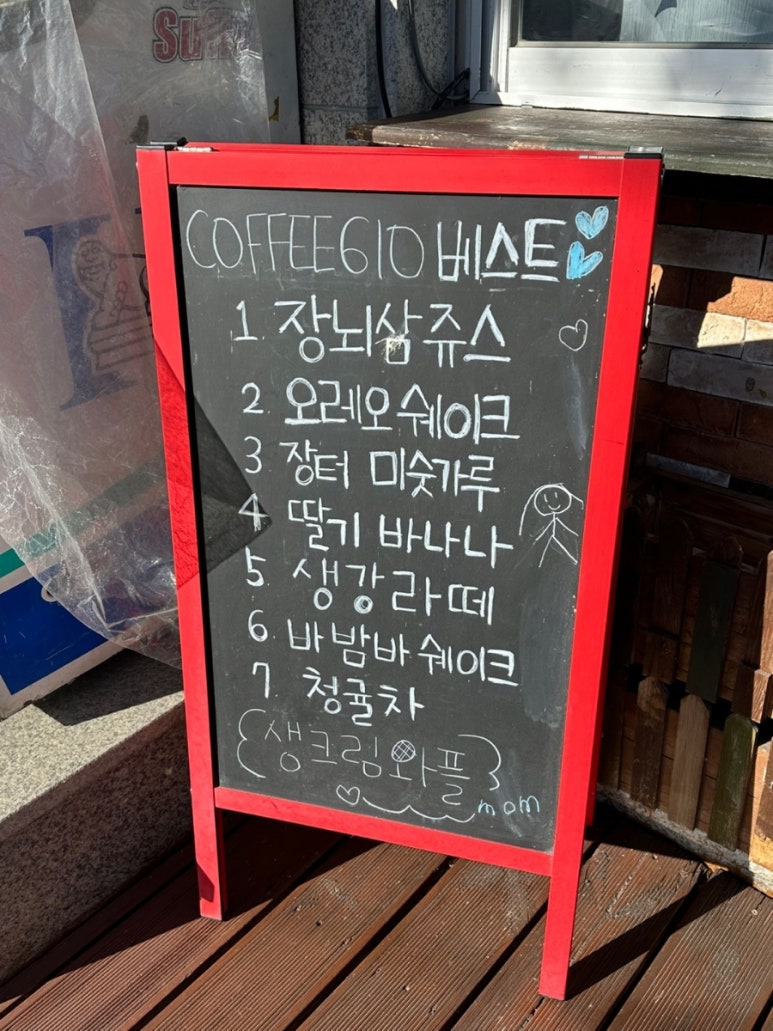 COFFEE610 베스트
1. 장뇌삼쥬스
2. 오레오쉐이크
3 장터 미숫가루
4 딸기 바나나
5. 생강라떼
6. 바밤바쉐이크
7. 청귤차
{생크림와플}
mom